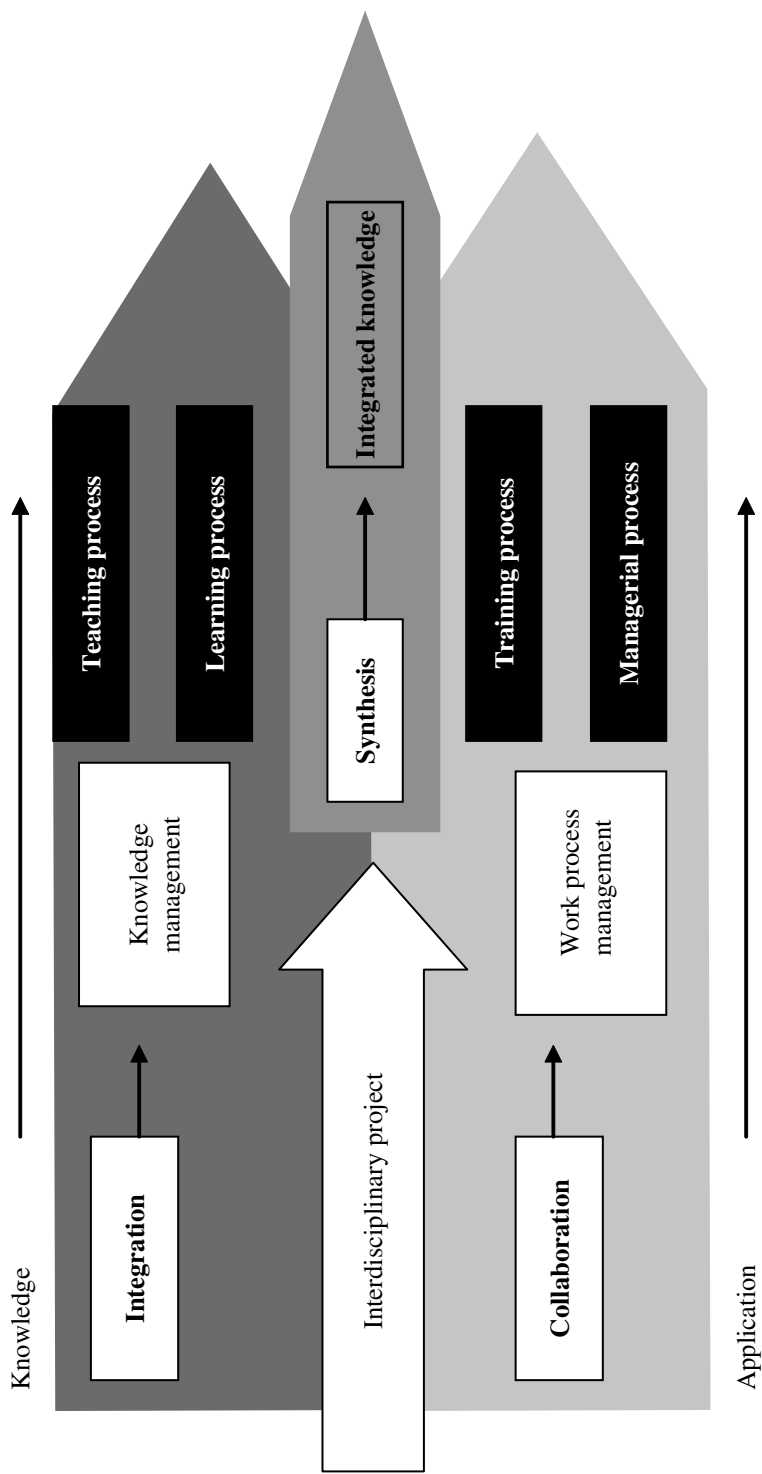 Knowledge
Integration
Knowledge
management
Teaching process
Learning process
Interdisciplinary project
Synthesis
Integrated knowledge
Collaboration
Work process
management
Training process
Managerial process
Application